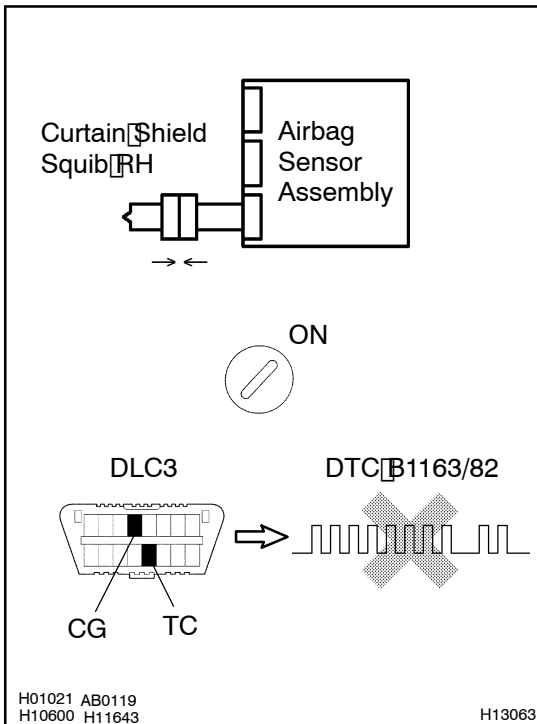 Curtain Shield
Squib RH
Airbag
Sensor
Assembly
ON
DLC3
DTC B1163/82
CG
TC
H01021 AB0119
H10600 H11643
H13063